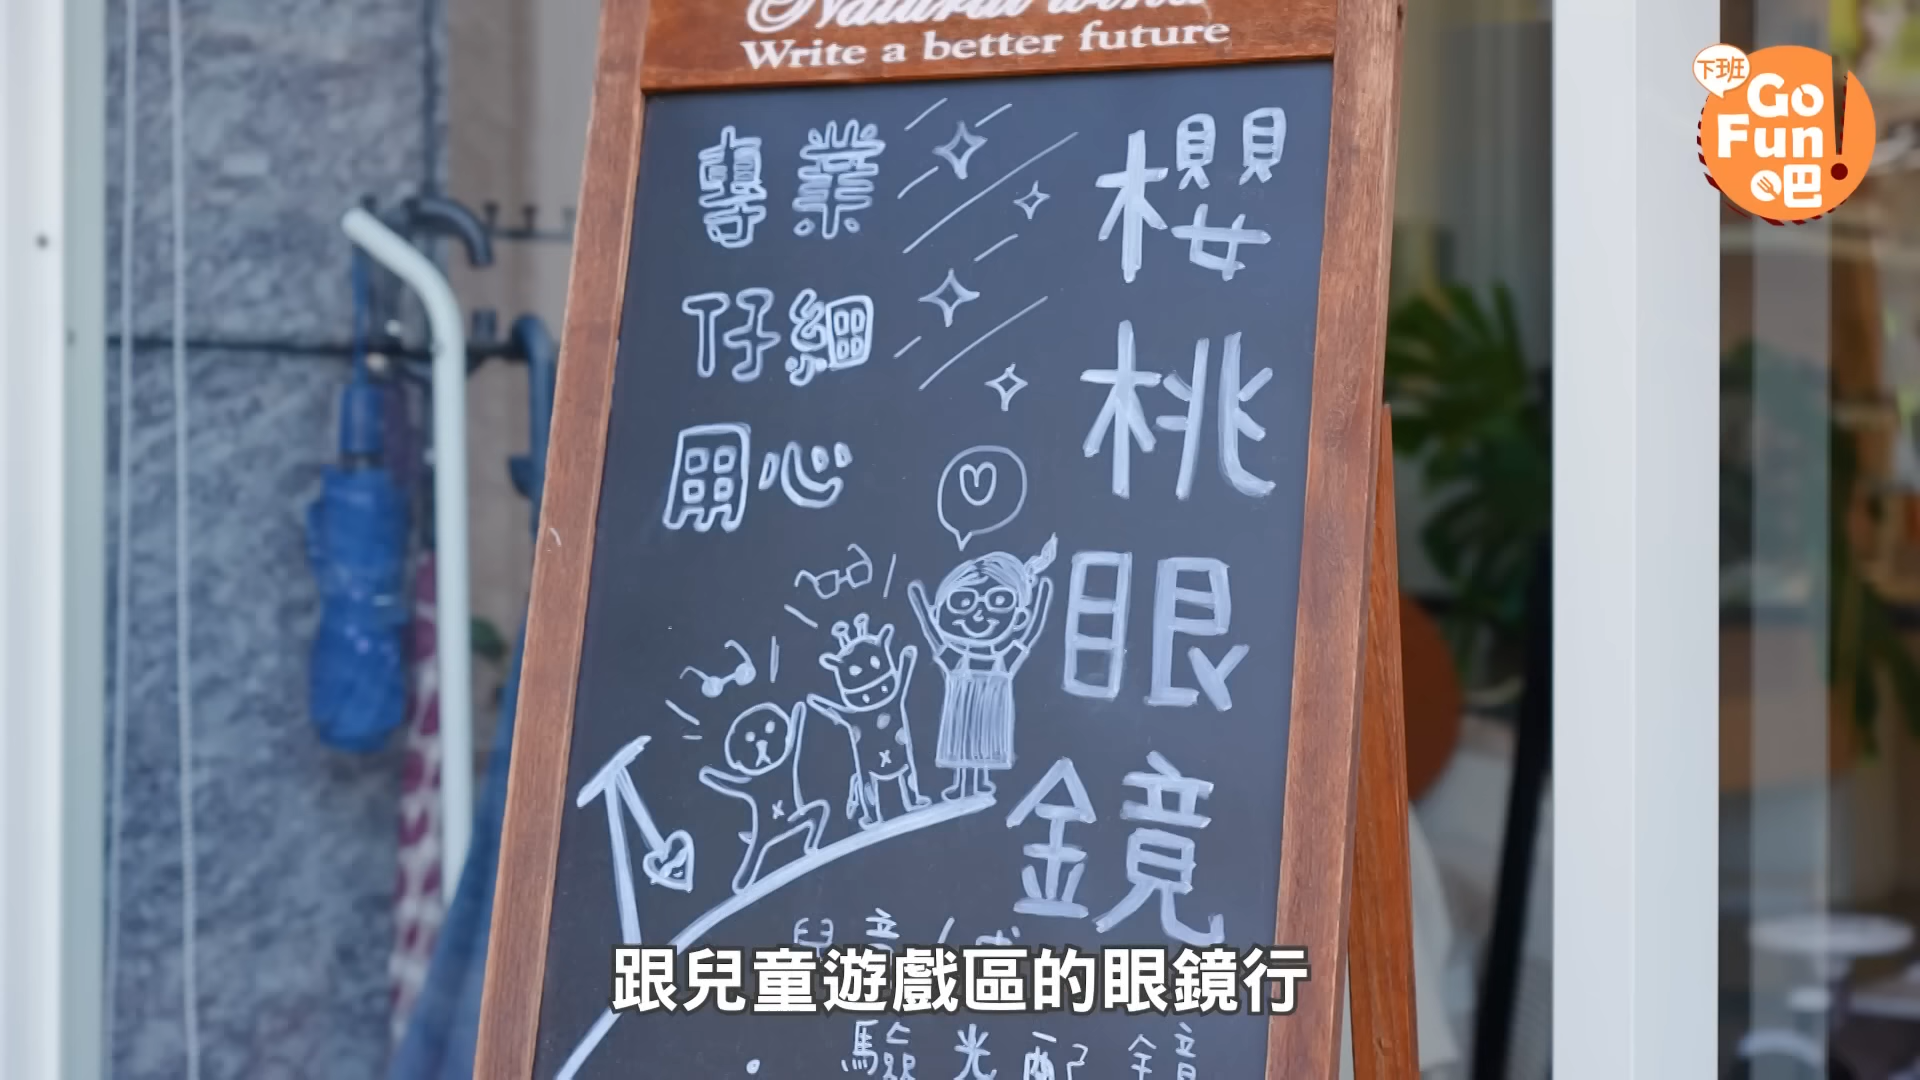 Write a better future
櫻桃眼鏡
專業
仔細
用心
驗光配鏡
跟兒童遊戲區的眼鏡行
下班
Go
Fun!
吧